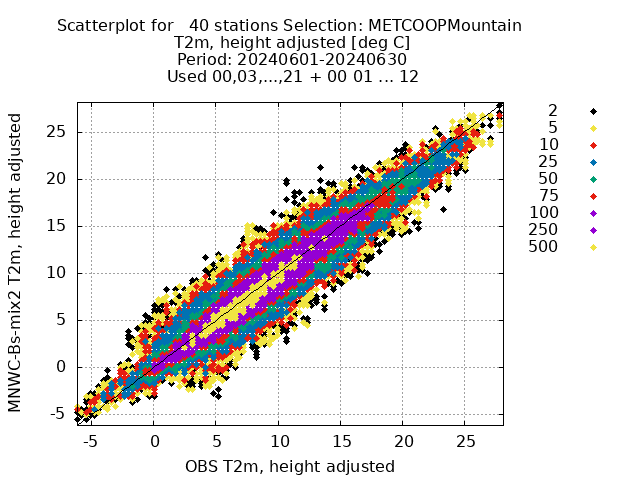 Scatterplot for   40 stations Selection: METCOOPMountain
T2m, height adjusted [deg C]
Period: 20240601-20240630
Used 00,03,...,21 + 00 01 ... 12
MNWC-Bs-mix2 T2m, height adjusted
25
20
15
10
5
0
-5
-5 0 5 10 15 20 25
OBS T2m, height adjusted
2
5
10
25
50
75
100
250
500